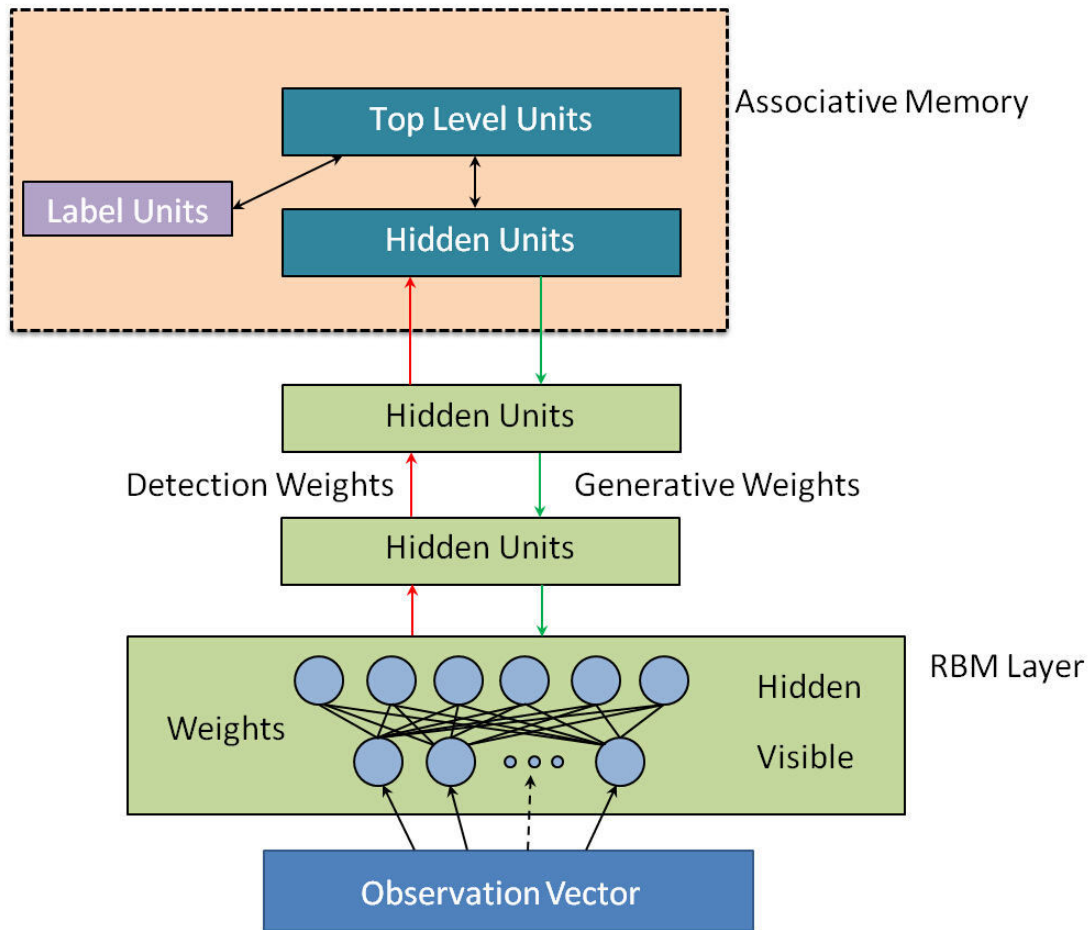 Top Level Units
Associative Memory
Label Units
Hidden Units
Hidden Units
Detection Weights
Generative Weights
Hidden Units
RBM Layer
Hidden
Weights
Visible
Observation Vector